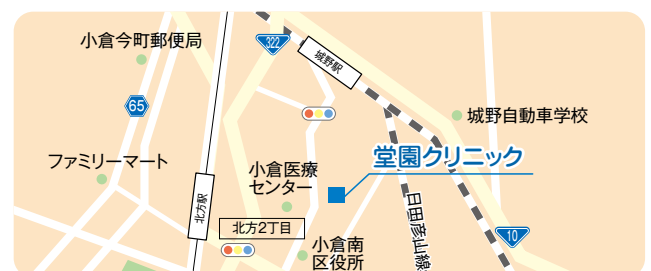 小倉今町郵便局
322
城野駅
65
城野自動車学校
堂園クリニック
ファミリーマート
小倉医療
センター
北方駅
日田彦山線
北方2丁目
10
小倉南
区役所